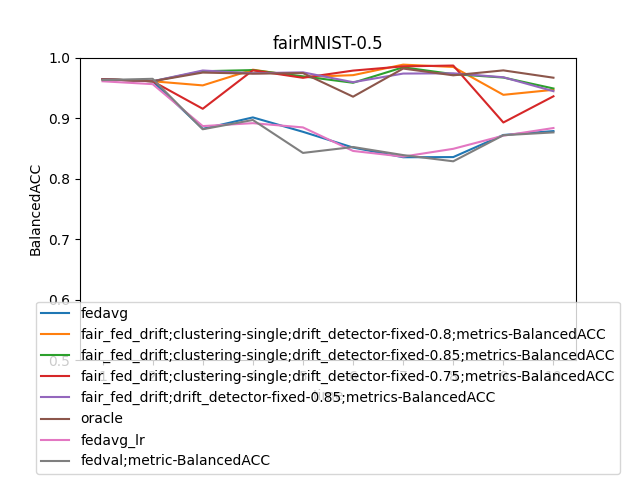 fairMNIST-0.5
1.0
0.9
0.8
0.7
0.6
0.5
BalancedACC
fedavg
fair_fed_drift;clustering-single;drift_detector-fixed-0.8;metrics-BalancedACC
fair_fed_drift;clustering-single;drift_detector-fixed-0.85;metrics-BalancedACC
fair_fed_drift;clustering-single;drift_detector-fixed-0.75;metrics-BalancedACC
fair_fed_drift;drift_detector-fixed-0.85;metrics-BalancedACC
oracle
fedavg_lr
fedval;metric-BalancedACC